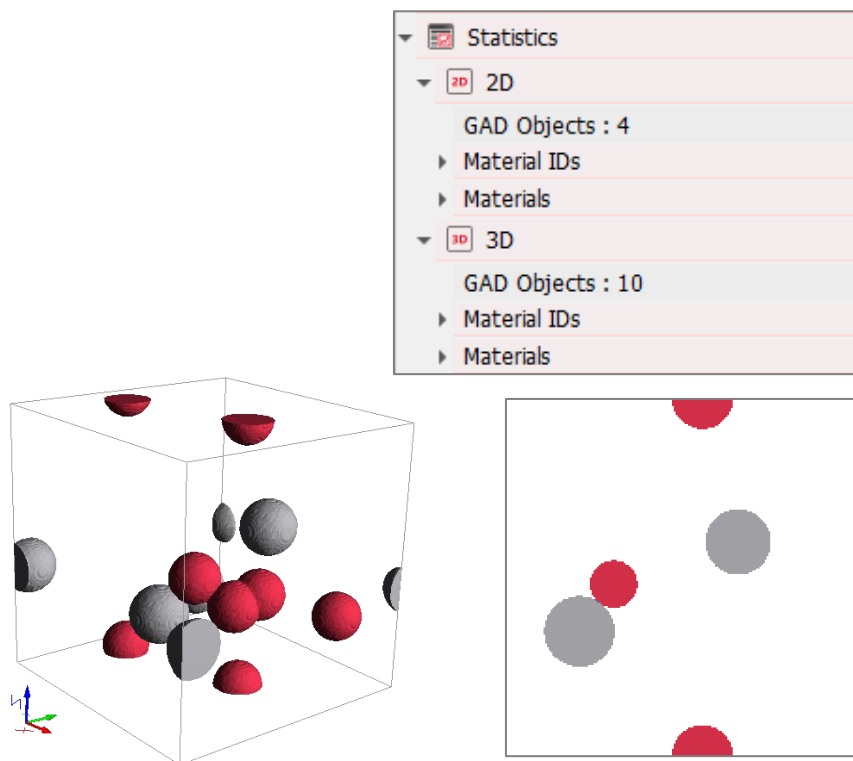 Statistics
2D 2D
GAD Objects : 4
Material IDs
Materials
3D 3D
GAD Objects : 10
Material IDs
Materials